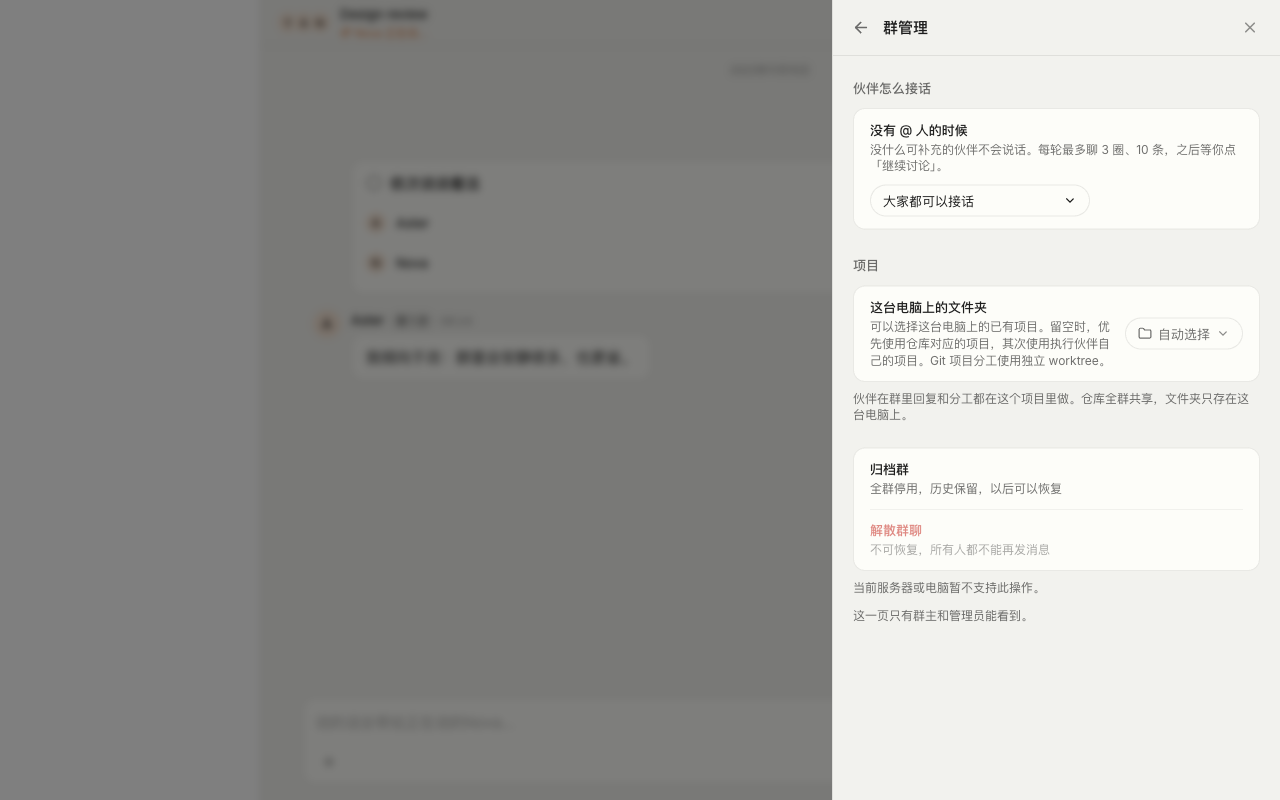 Design review
群管理
伙伴怎么接话
没有 @ 人的时候
没什么可补充的伙伴不会说话。每轮最多聊 3 圈、10 条，之后等你点
「继续讨论」。
大家都可以接话
项目
这台电脑上的文件夹
可以选择这台电脑上的已有项目。留空时，优
先使用仓库对应的项目，其次使用执行伙伴自
己的项目。Git 项目分工使用独立 worktree。
自动选择
伙伴在群里回复和分工都在这个项目里做。仓库全群共享，文件夹只存在这
台电脑上。
归档群
全群停用，历史保留，以后可以恢复
解散群聊
不可恢复，所有人都不能再发消息
当前服务器或电脑暂不支持此操作。
这一页只有群主和管理员能看到。